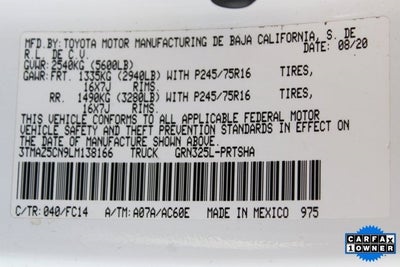 MFD.BY: TOYOTA MOTOR MANUFACTURING DE BAJA CALIFORNIA, S. DE
R.L. DE C.V. DATE: 08/20
GVWR: 2540KG (5600LB)
GAWR: FRT. 1335KG (2940LB) WITH P245/75R16 TIRES,
16X7J RIMS
RR. 1490KG (3280LB) WITH P245/75R16 TIRES,
16X7J RIMS
THIS VEHICLE CONFORMS TO ALL APPLICABLE FEDERAL MOTOR
VEHICLE SAFETY AND THEFT PREVENTION STANDARDS IN EFFECT ON
THE DATE OF MANUFACTURE SHOWN ABOVE.
3TMAZ5CN9LM138166 TRUCK GRN325L-PRTSHA
C/TR: 040/FC14 A/TM: A07A/AC60E MADE IN MEXICO 975
CARFAX
1 OWNER